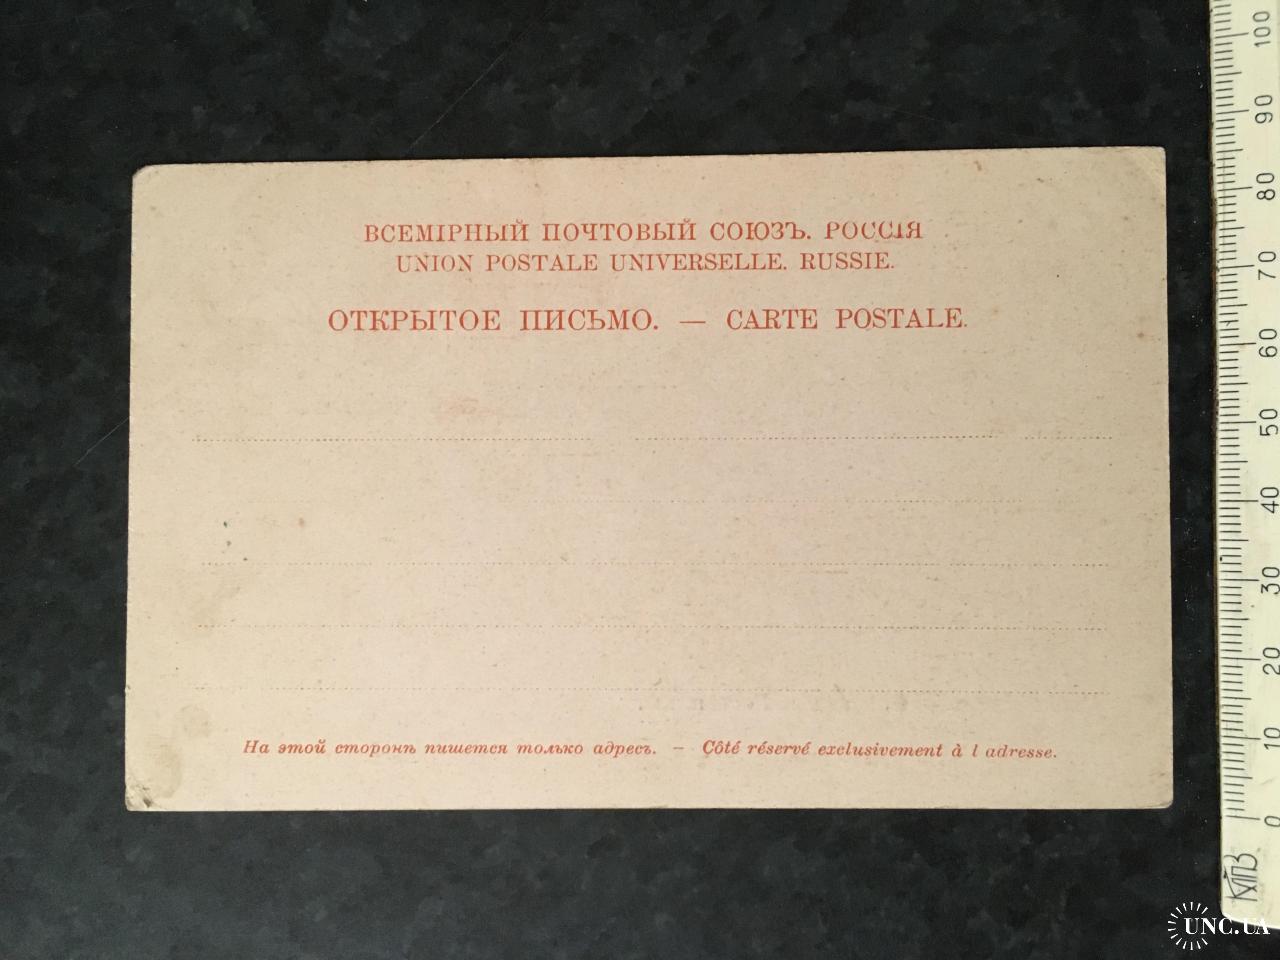 ВСЕМІРНЫЙ ПОЧТОВЫЙ СОЮЗЪ. РОССІЯ
UNION POSTALE UNIVERSELLE. RUSSIE.
ОТКРЫТОЕ ПИСЬМО. — CARTE POSTALE.
На этой сторонѣ пишется только адресъ. – Côté réservé exclusivement à l adresse.
100
90
80
70
60
50
40
30
20
10
0
UNC.UA